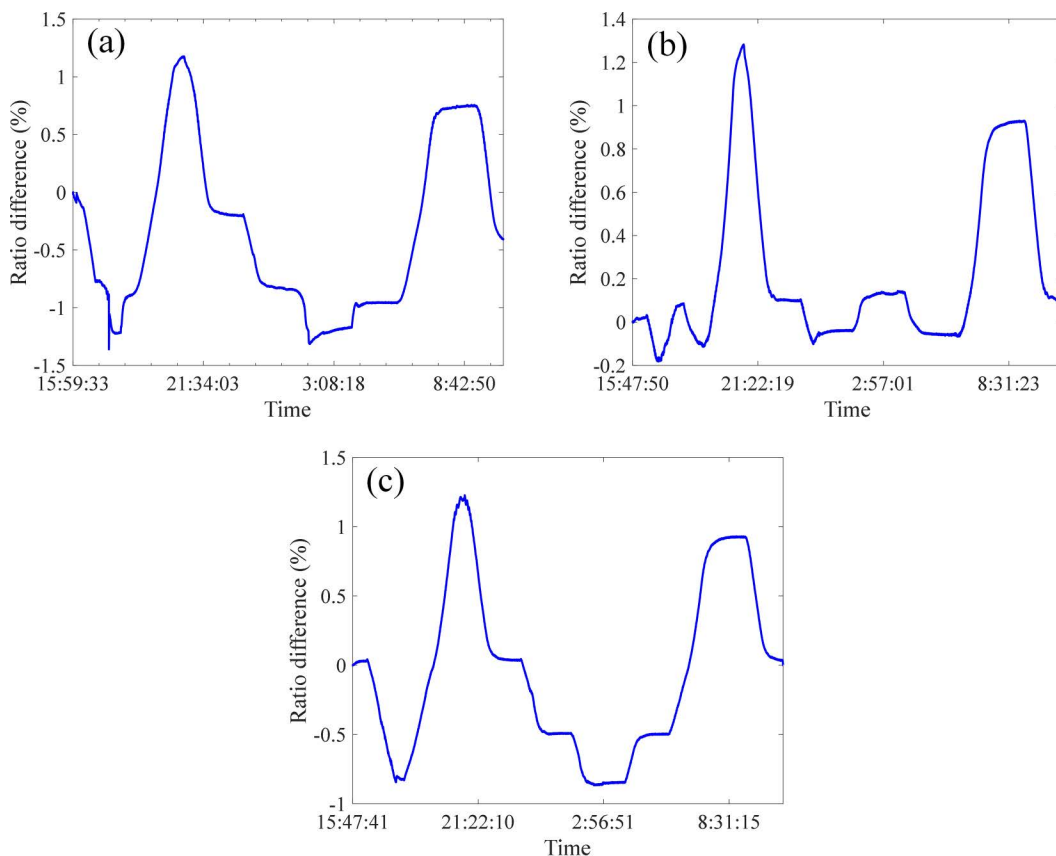 (a)
Ratio difference (%)
1.5
1
0.5
0
-0.5
-1
-1.5
15:59:33 21:34:03 3:08:18 8:42:50
Time
(b)
Ratio difference (%)
1.4
1.2
1
0.8
0.6
0.4
0.2
0
-0.2
15:47:50 21:22:19 2:57:01 8:31:23
Time
(c)
Ratio difference (%)
1.5
1
0.5
0
-0.5
-1
15:47:41 21:22:10 2:56:51 8:31:15
Time